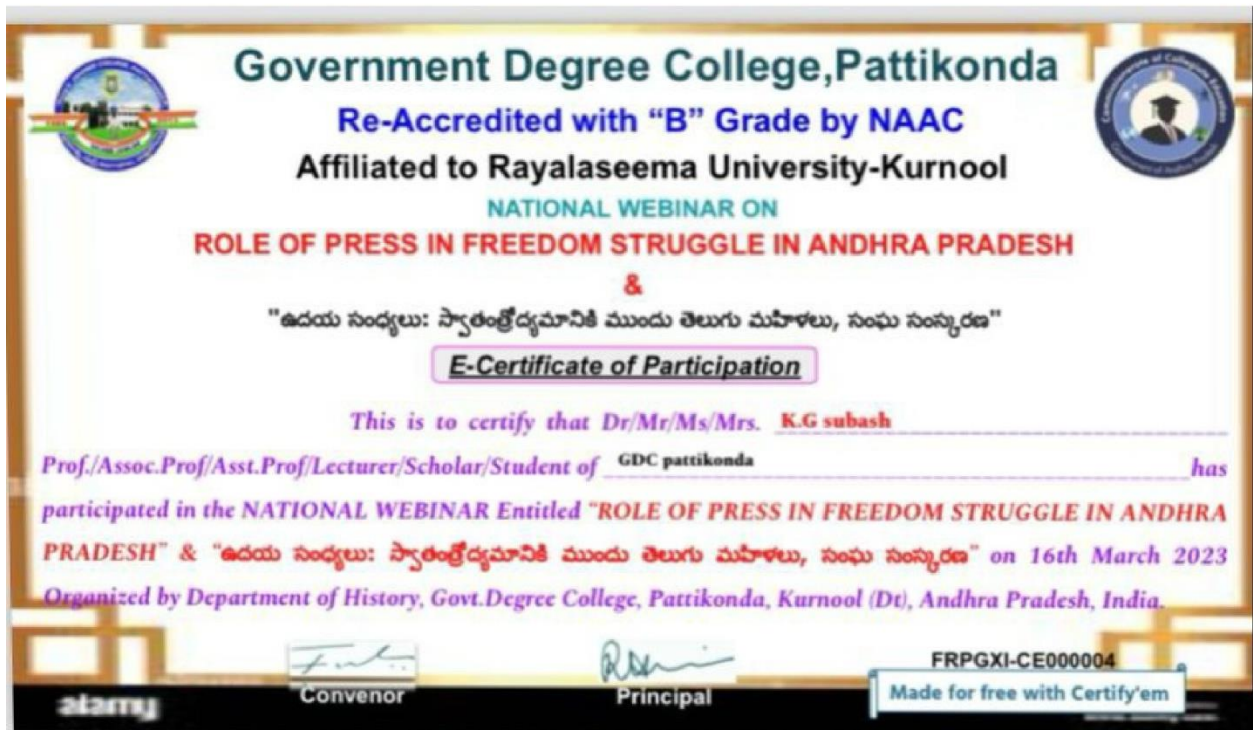 Government Degree College,Pattikonda
Re-Accredited with “B” Grade by NAAC
Affiliated to Rayalaseema University-Kurnool
NATIONAL WEBINAR ON
ROLE OF PRESS IN FREEDOM STRUGGLE IN ANDHRA PRADESH
&
"ఉదయ సంధ్యలు: స్వాతంత్రోద్యమానికి ముందు తెలుగు మహిళలు, సంఘ సంస్కరణ"
E-Certificate of Participation
This is to certify that Dr/Mr/Ms/Mrs. K.G subash
Prof./Assoc.Prof/Asst.Prof/Lecturer/Scholar/Student of GDC pattikonda has
participated in the NATIONAL WEBINAR Entitled "ROLE OF PRESS IN FREEDOM STRUGGLE IN ANDHRA
PRADESH" & "ఉదయ సంధ్యలు: స్వాతంత్రోద్యమానికి ముందు తెలుగు మహిళలు, సంఘ సంస్కరణ" on 16th March 2023
Organized by Department of History, Govt.Degree College, Pattikonda, Kurnool (Dt), Andhra Pradesh, India.
Convenor
Principal
FRPGXI-CE000004
Made for free with Certify'em
alamy